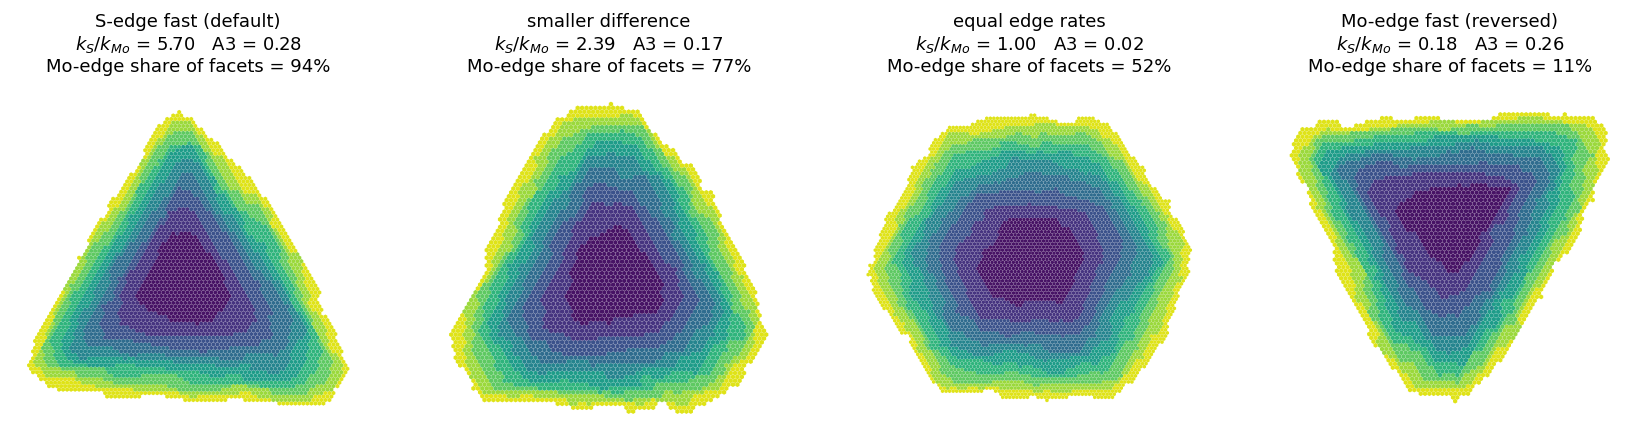 S-edge fast (default)
k_S/k_Mo = 5.70   A3 = 0.28
Mo-edge share of facets = 94%
smaller difference
k_S/k_Mo = 2.39   A3 = 0.17
Mo-edge share of facets = 77%
equal edge rates
k_S/k_Mo = 1.00   A3 = 0.02
Mo-edge share of facets = 52%
Mo-edge fast (reversed)
k_S/k_Mo = 0.18   A3 = 0.26
Mo-edge share of facets = 11%